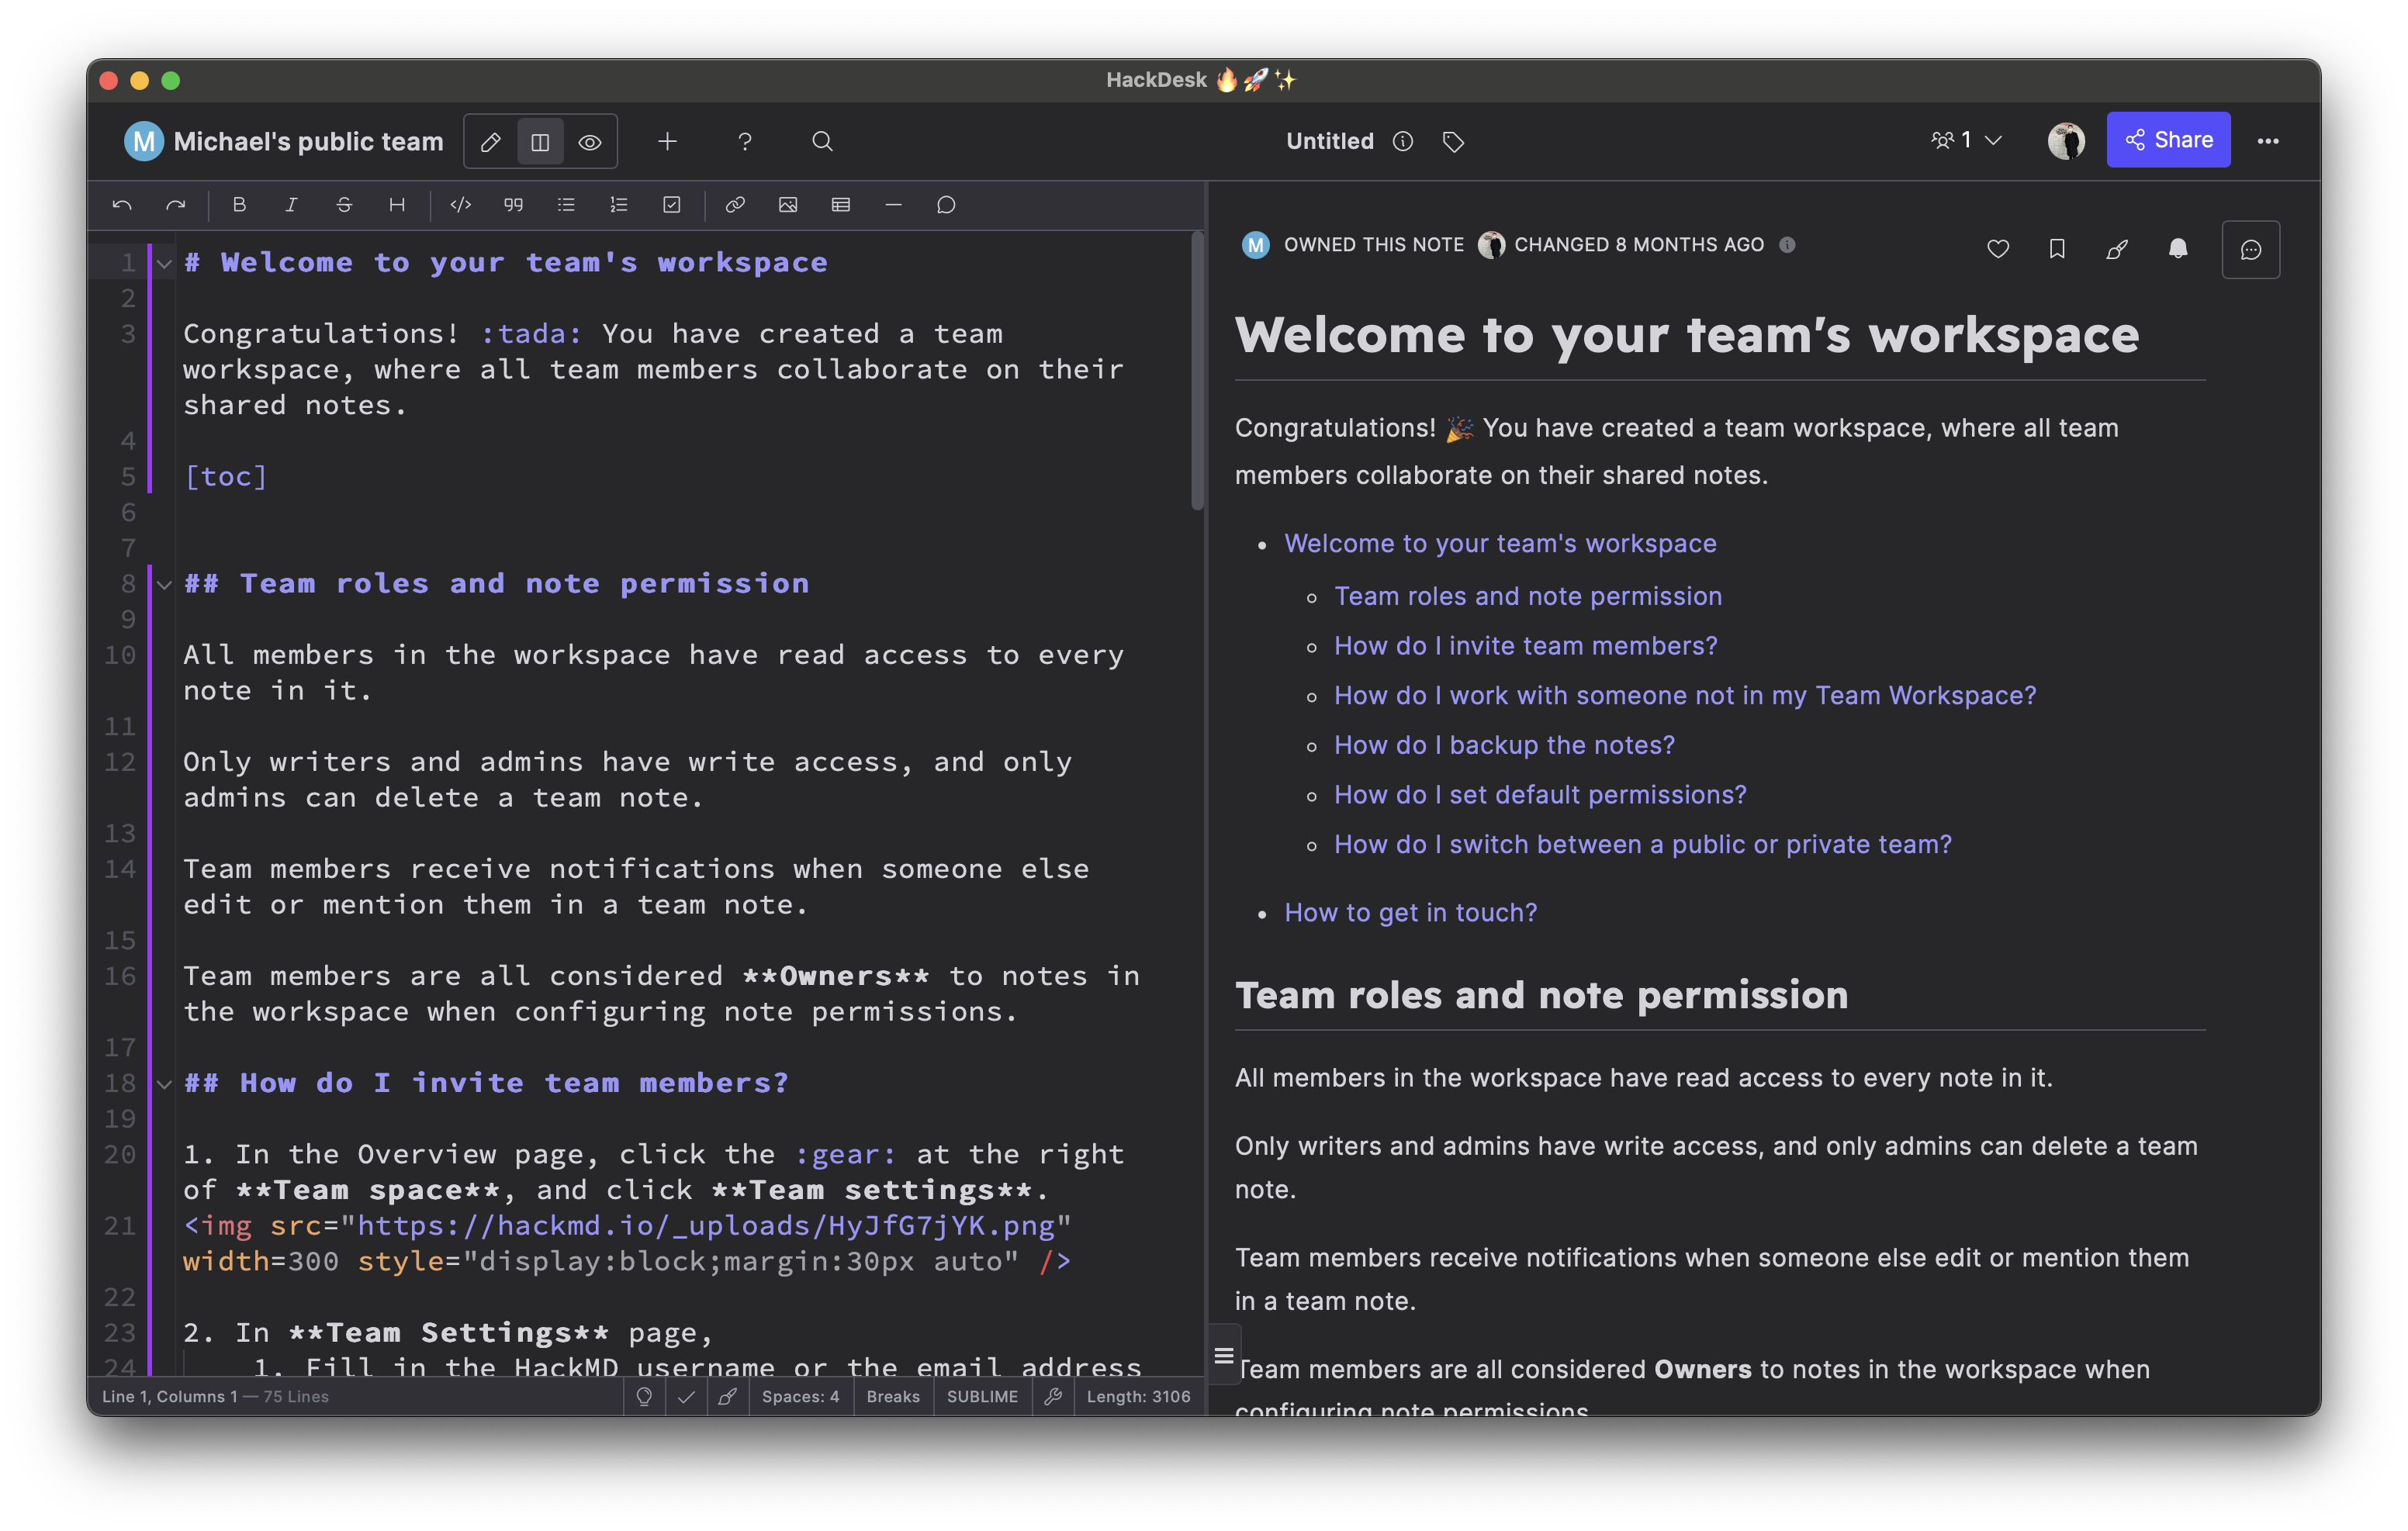 HackDesk 🔥🚀✨
M Michael's public team
Untitled
1
Share
1 # Welcome to your team's workspace
2
3 Congratulations! :tada: You have created a team
workspace, where all team members collaborate on their
shared notes.
4
5 [toc]
6
7
8 ## Team roles and note permission
9
10 All members in the workspace have read access to every
note in it.
11
12 Only writers and admins have write access, and only
admins can delete a team note.
13
14 Team members receive notifications when someone else
edit or mention them in a team note.
15
16 Team members are all considered **Owners** to notes in
the workspace when configuring note permissions.
17
18 ## How do I invite team members?
19
20 1. In the Overview page, click the :gear: at the right
of **Team space**, and click **Team settings**.
21 <img src="https://hackmd.io/_uploads/HyJfG7jYK.png"
width=300 style="display:block;margin:30px auto" />
22
23 2. In **Team Settings** page,
24 1. Fill in the HackMD username or the email address
Line 1, Columns 1 — 75 Lines
Spaces: 4
Breaks
SUBLIME
Length: 3106
M OWNED THIS NOTE CHANGED 8 MONTHS AGO
Welcome to your team's workspace
Congratulations! 🎉 You have created a team workspace, where all team
members collaborate on their shared notes.
• Welcome to your team's workspace
◦ Team roles and note permission
◦ How do I invite team members?
◦ How do I work with someone not in my Team Workspace?
◦ How do I backup the notes?
◦ How do I set default permissions?
◦ How do I switch between a public or private team?
• How to get in touch?
Team roles and note permission
All members in the workspace have read access to every note in it.
Only writers and admins have write access, and only admins can delete a team
note.
Team members receive notifications when someone else edit or mention them
in a team note.
Team members are all considered Owners to notes in the workspace when
configuring note permissions.